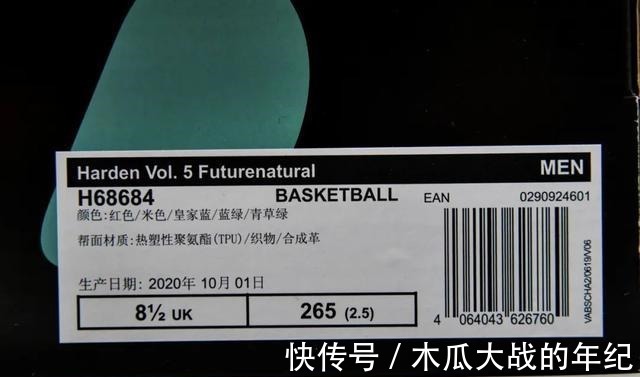 Harden Vol. 5 Futurenatural MEN
H68684 BASKETBALL EAN 0290924601
颜色:红色/米色/皇家蓝/蓝绿/青草绿
帮面材质:热塑性聚氨酯(TPU)/织物/合成革
生产日期: 2020年 10月 01日
8½ UK 265 (2.5)
4 064043 626760
VABSCHA2/0619/V06
快传号 / 木瓜大战的年纪